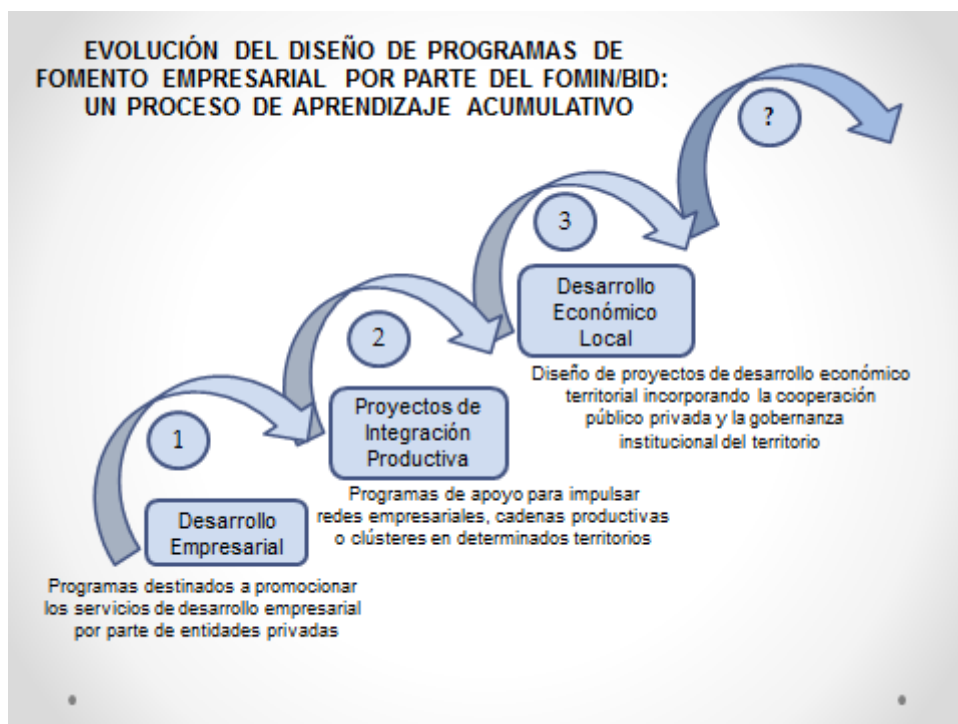 EVOLUCIÓN DEL DISEÑO DE PROGRAMAS DE
FOMENTO EMPRESARIAL POR PARTE DEL FOMIN/BID:
UN PROCESO DE APRENDIZAJE ACUMULATIVO
?
3
Desarrollo
Económico
Local
Diseño de proyectos de desarrollo económico
territorial incorporando la cooperación
público privada y la gobernanza
institucional del territorio
2
Proyectos de
Integración
Productiva
Programas de apoyo para impulsar
redes empresariales, cadenas productivas
o clústeres en determinados territorios
1
Desarrollo
Empresarial
Programas destinados a promocionar
los servicios de desarrollo empresarial
por parte de entidades privadas